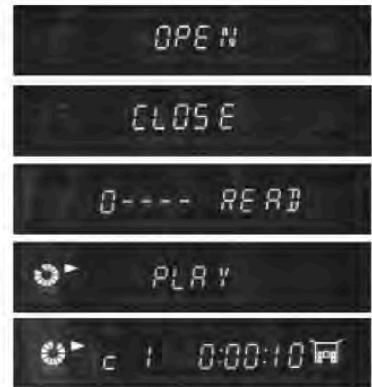 OPEN
CLOSE
0---- READ
PLAY
c 1 0:00:10